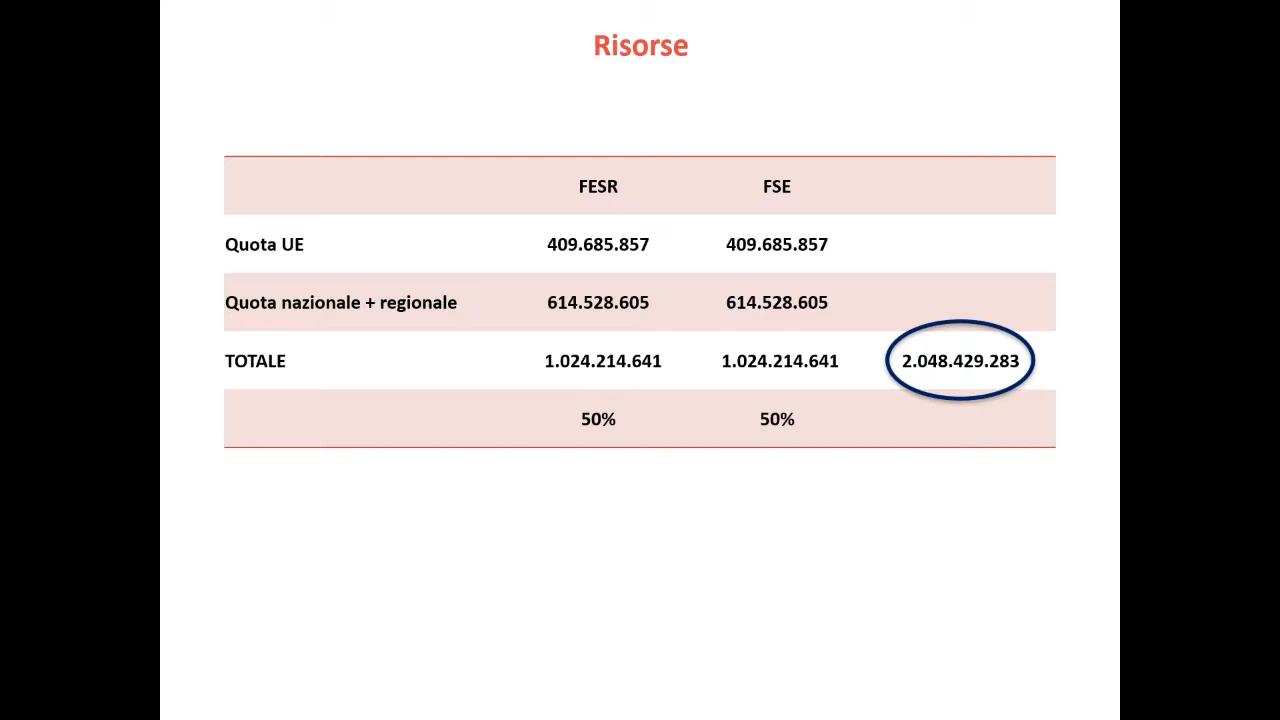 Risorse
FESR FSE
Quota UE 409.685.857 409.685.857
Quota nazionale + regionale 614.528.605 614.528.605
TOTALE 1.024.214.641 1.024.214.641 2.048.429.283
50% 50%